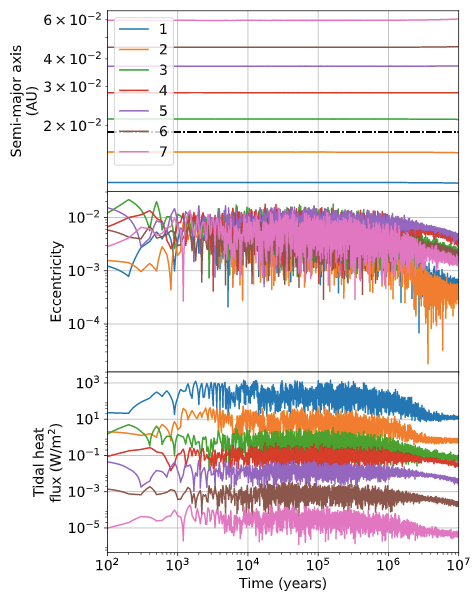 6 × 10⁻²
4 × 10⁻²
3 × 10⁻²
2 × 10⁻²
Semi-major axis
(AU)
1
2
3
4
5
6
7
10⁻²
10⁻³
10⁻⁴
Eccentricity
10³
10¹
10⁻¹
10⁻³
10⁻⁵
Tidal heat
flux (W/m²)
10² 10³ 10⁴ 10⁵ 10⁶ 10⁷
Time (years)